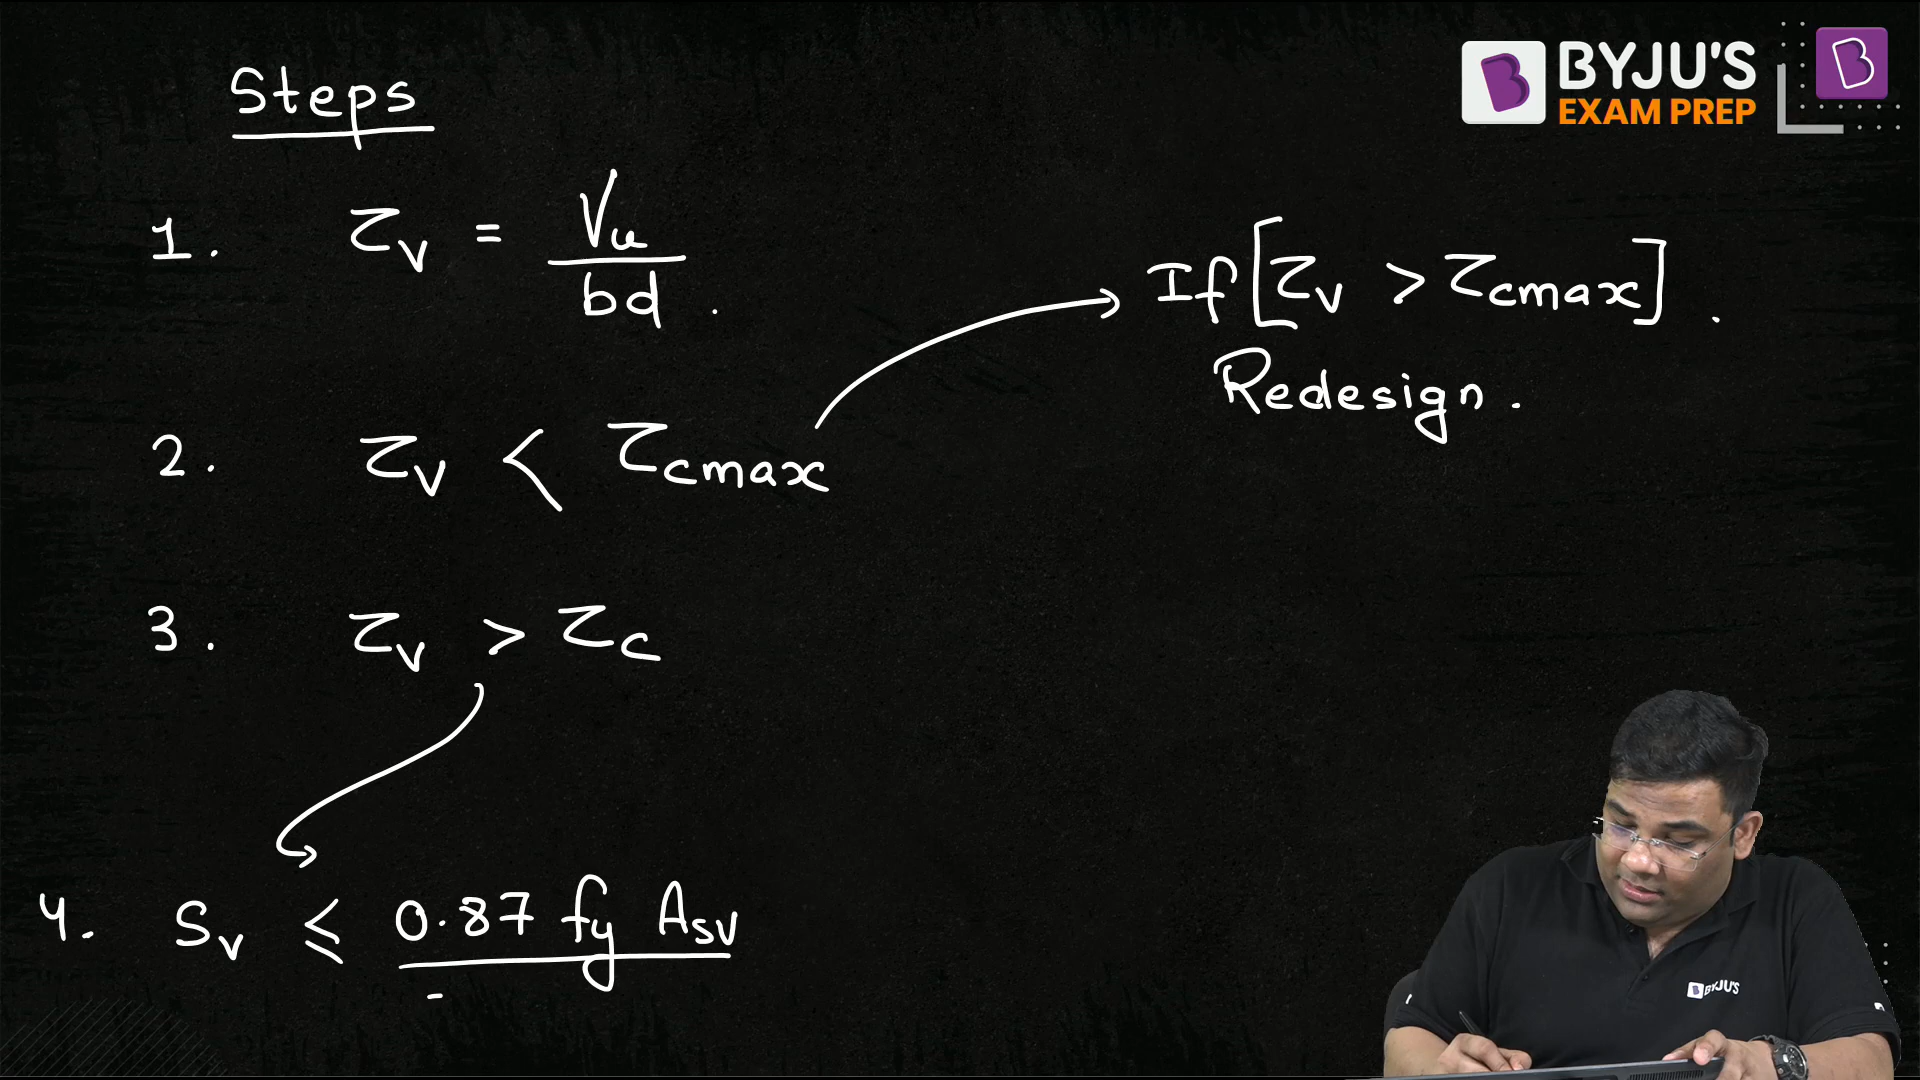 BYJU'S
EXAM PREP
Steps
1. τv = Vu / bd .
If [τv > τcmax] .
Redesign .
2. τv < τcmax
3. τv > τc
4. Sv ≤ 0.87 fy Asv
-
BYJU'S